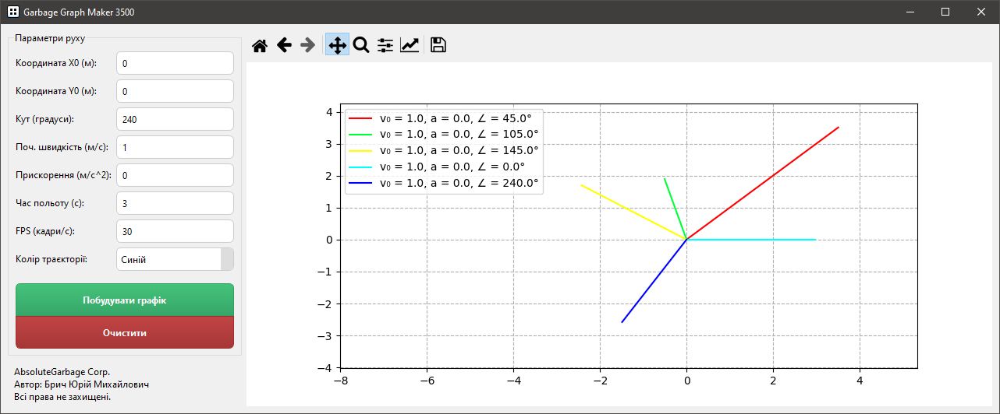 Garbage Graph Maker 3500
Параметри руху
Координата X0 (м): 0
Координата Y0 (м): 0
Кут (градуси): 240
Поч. швидкість (м/с): 1
Прискорення (м/с^2): 0
Час польоту (с): 3
FPS (кадри/с): 30
Колір траєкторії: Синій
Побудувати графік
Очистити
AbsoluteGarbage Corp.
Автор: Брич Юрій Михайлович
Всі права не захищені.
v₀ = 1.0, a = 0.0, ∠ = 45.0°
v₀ = 1.0, a = 0.0, ∠ = 105.0°
v₀ = 1.0, a = 0.0, ∠ = 145.0°
v₀ = 1.0, a = 0.0, ∠ = 0.0°
v₀ = 1.0, a = 0.0, ∠ = 240.0°
4
3
2
1
0
−1
−2
−3
−4
−8 −6 −4 −2 0 2 4